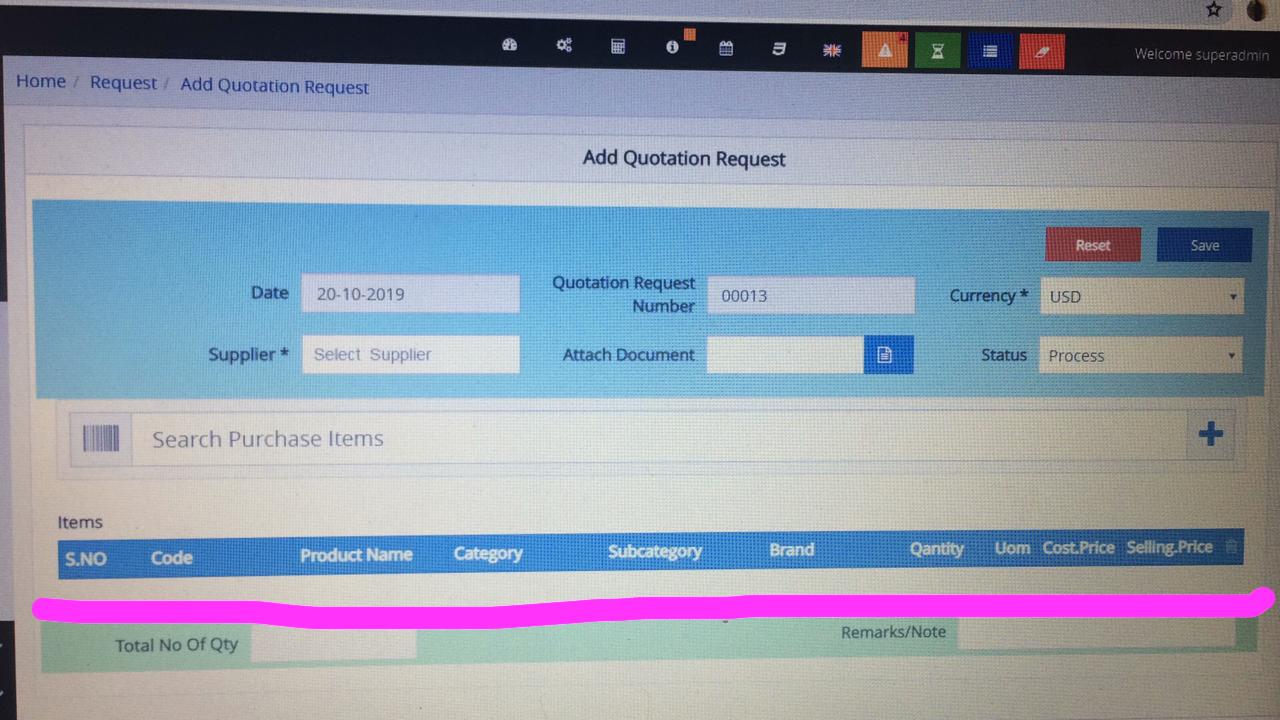 Welcome superadmin
Home / Request / Add Quotation Request
Add Quotation Request
Reset Save
Date 20-10-2019 Quotation Request Number 00013 Currency * USD
Supplier * Select Supplier Attach Document Status Process
Search Purchase Items
Items
S.NO Code Product Name Category Subcategory Brand Qantity Uom Cost.Price Selling.Price
Total No Of Qty Remarks/Note